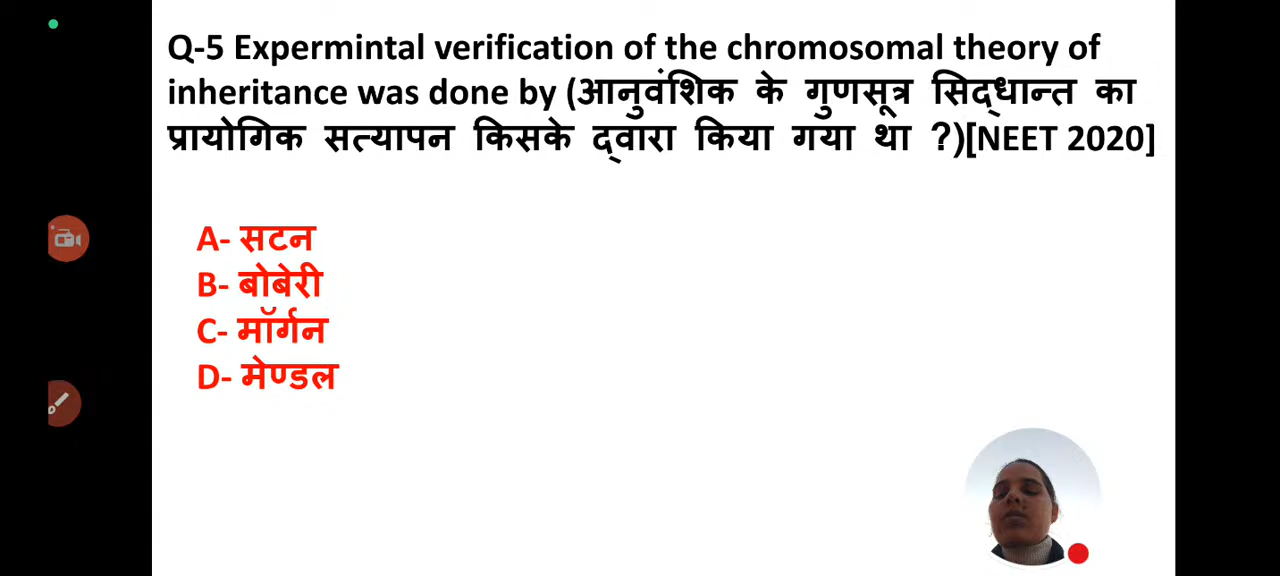 Q-5 Expermintal verification of the chromosomal theory of
inheritance was done by (आनुवंशिक के गुणसूत्र सिद्धान्त का
प्रायोगिक सत्यापन किसके द्वारा किया गया था ?)[NEET 2020]
A- सटन
B- बोबेरी
C- मॉर्गन
D- मेण्डल